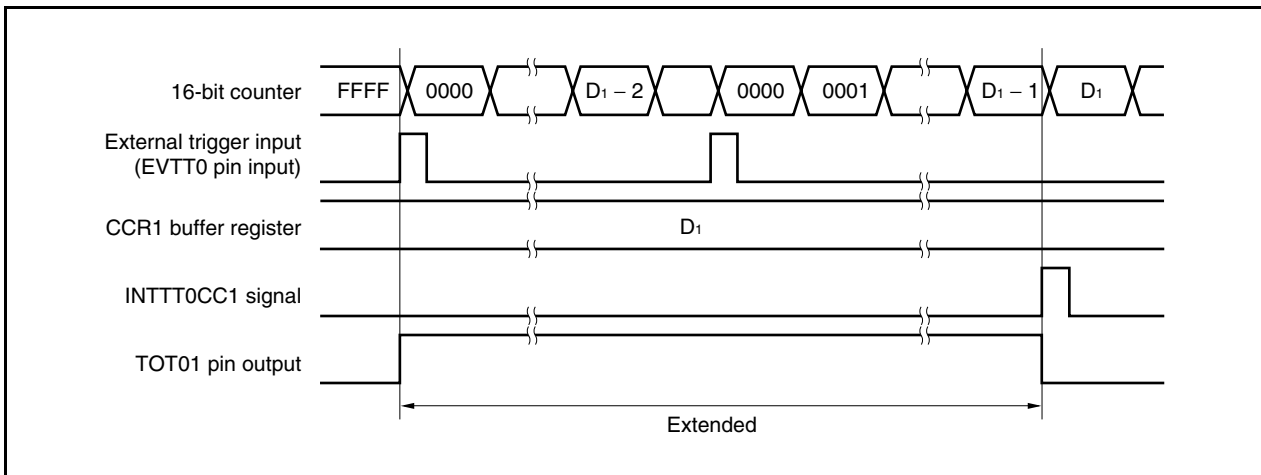 16-bit counter FFFF 0000 D1 − 2 0000 0001 D1 − 1 D1
External trigger input
(EVTT0 pin input)
CCR1 buffer register D1
INTTT0CC1 signal
TOT01 pin output
Extended